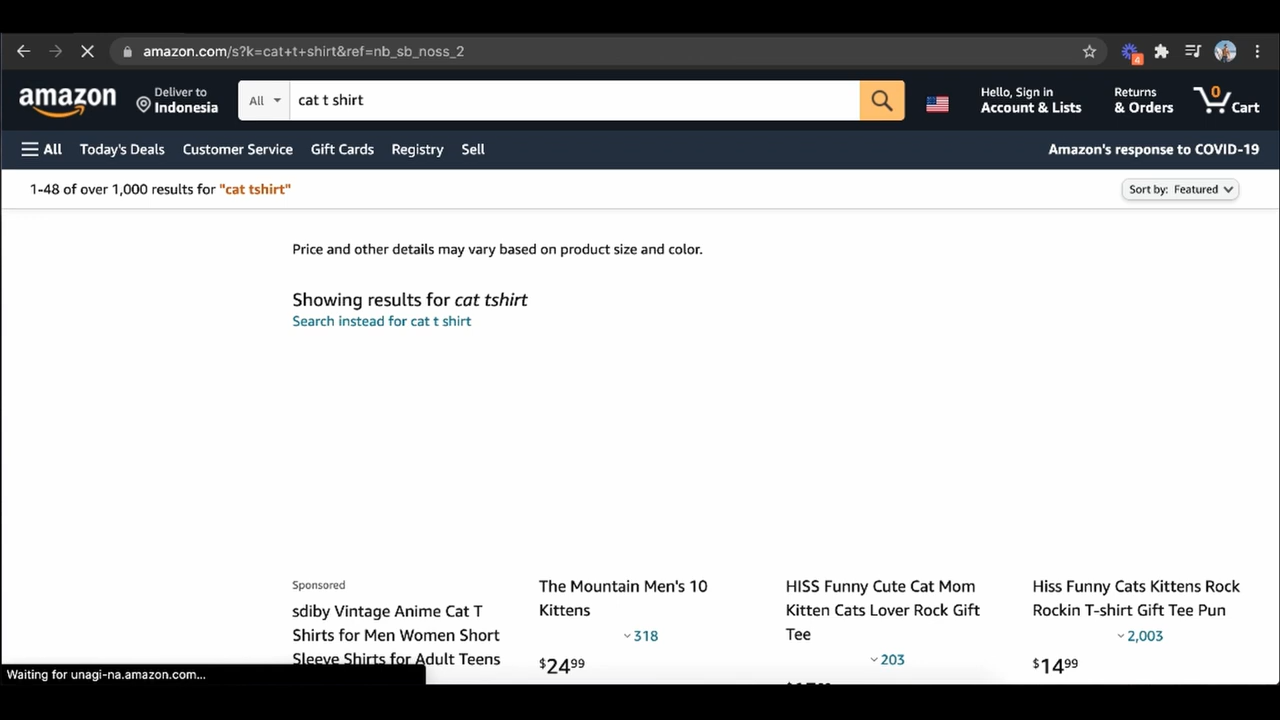 amazon.com/s?k=cat+t+shirt&ref=nb_sb_noss_2
4
amazon
Deliver to
Indonesia
All
cat t shirt
Hello, Sign in
Account & Lists
Returns
& Orders
0
Cart
All
Today's Deals
Customer Service
Gift Cards
Registry
Sell
Amazon's response to COVID-19
1-48 of over 1,000 results for "cat tshirt"
Sort by: Featured
Price and other details may vary based on product size and color.
Showing results for cat tshirt
Search instead for cat t shirt
Sponsored
sdiby Vintage Anime Cat T
Shirts for Men Women Short
Sleeve Shirts for Adult Teens
The Mountain Men's 10
Kittens
318
$24⁹⁹
HISS Funny Cute Cat Mom
Kitten Cats Lover Rock Gift
Tee
203
Hiss Funny Cats Kittens Rock
Rockin T-shirt Gift Tee Pun
2,003
$14⁹⁹
Waiting for unagi-na.amazon.com...